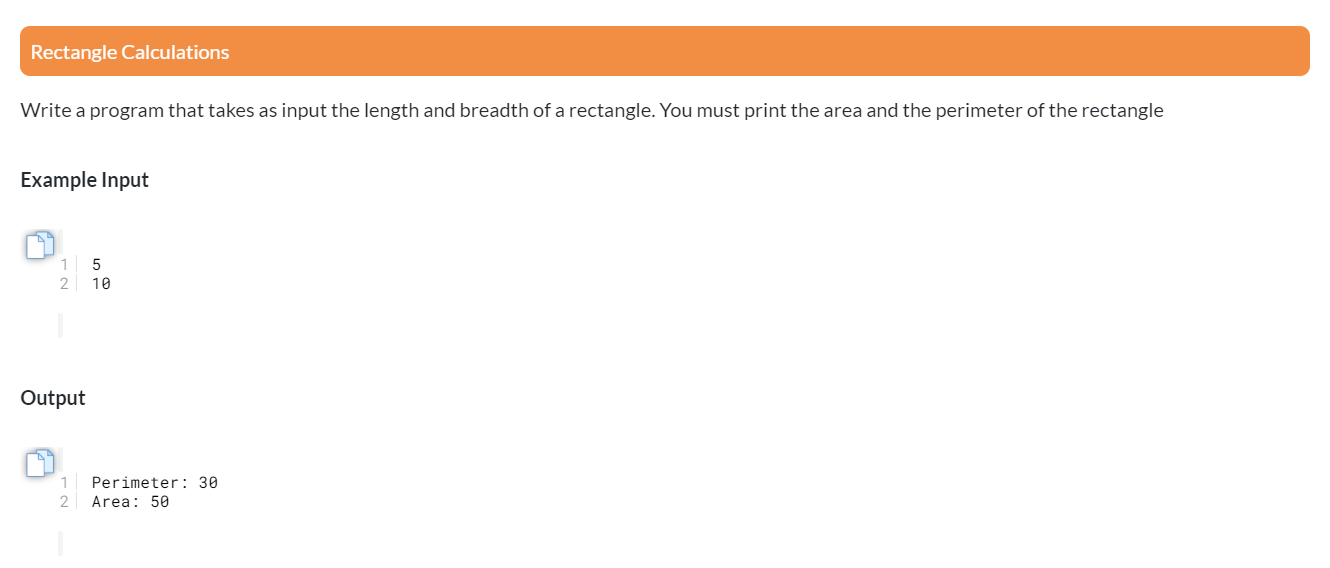 Rectangle Calculations
Write a program that takes as input the length and breadth of a rectangle. You must print the area and the perimeter of the rectangle
Example Input
1 5
2 10
Output
1 Perimeter: 30
2 Area: 50